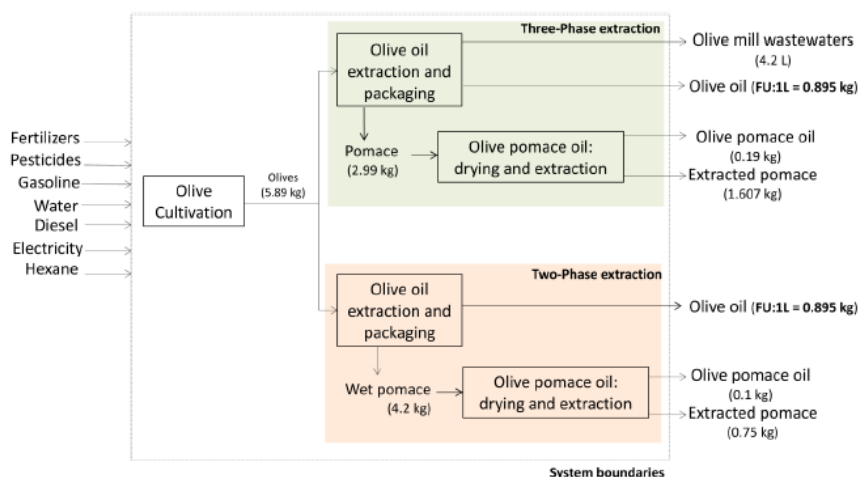 Fertilizers
Pesticides
Gasoline
Water
Diesel
Electricity
Hexane
Olive
Cultivation
Olives
(5.89 kg)
Three-Phase extraction
Olive oil
extraction and
packaging
Pomace
(2.99 kg)
Olive pomace oil:
drying and extraction
Olive mill wastewaters
(4.2 L)
Olive oil (FU:1L = 0.895 kg)
Olive pomace oil
(0.19 kg)
Extracted pomace
(1.607 kg)
Two-Phase extraction
Olive oil
extraction and
packaging
Wet pomace
(4.2 kg)
Olive pomace oil:
drying and extraction
Olive oil (FU:1L = 0.895 kg)
Olive pomace oil
(0.1 kg)
Extracted pomace
(0.75 kg)
System boundaries